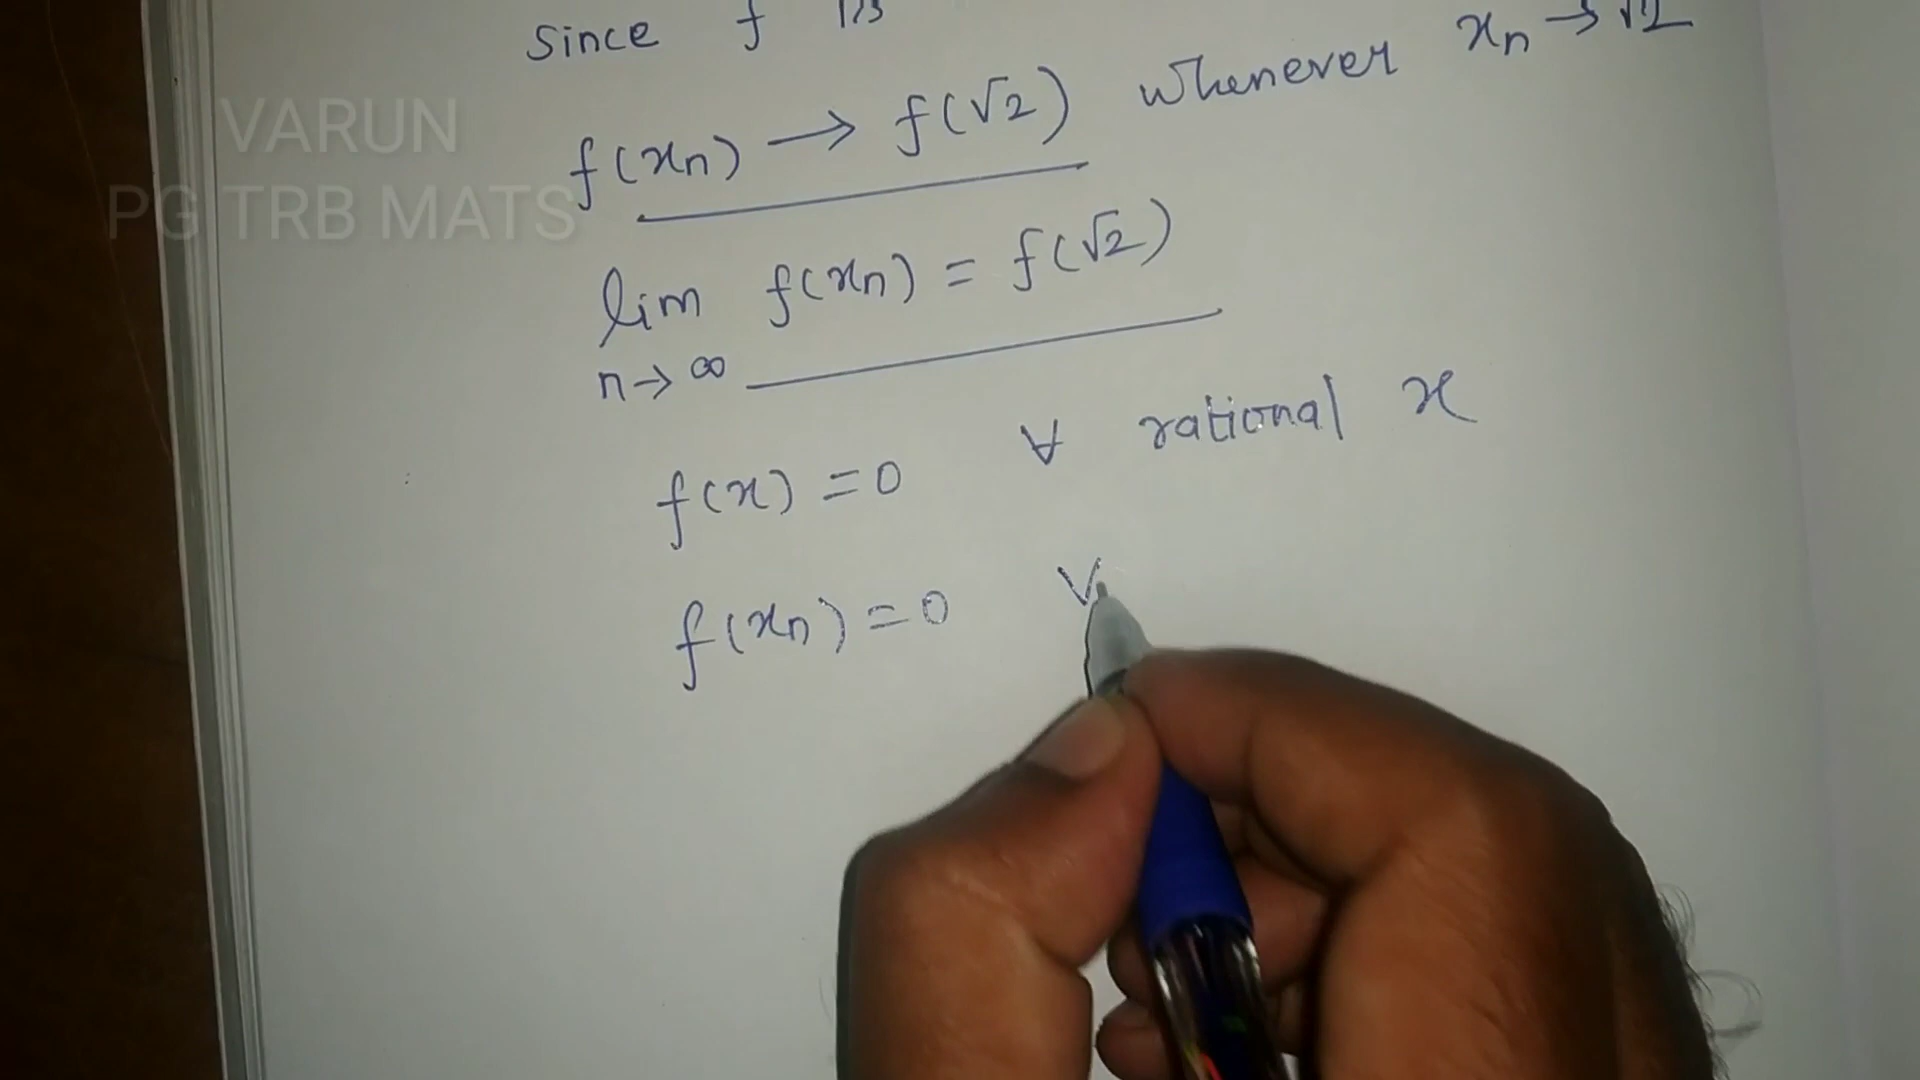 Since f
f(xn) → f(√2) whenever xn → √2
VARUN
PG TRB MATS
lim f(xn) = f(√2)
n→∞
f(x) = 0 ∀ rational x
f(xn) = 0 ∀